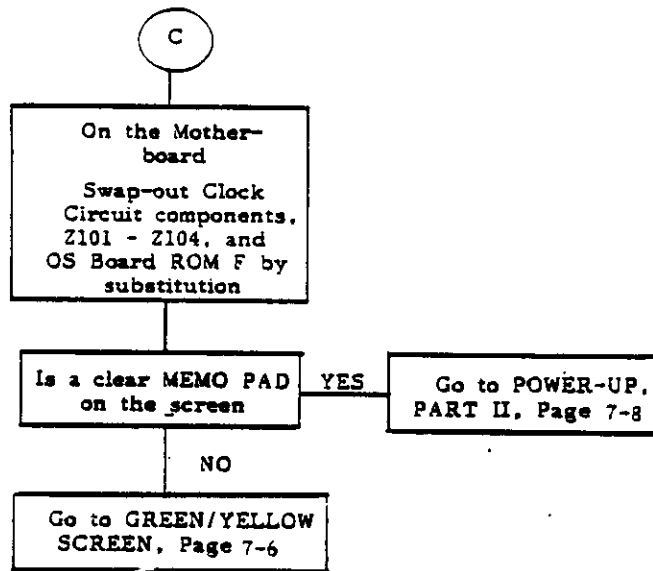 C
On the Mother-
board
Swap-out Clock
Circuit components,
Z101 - Z104, and
OS Board ROM F by
substitution
Is a clear MEMO PAD
on the screen
YES
Go to POWER-UP,
PART II, Page 7-8
NO
Go to GREEN/YELLOW
SCREEN, Page 7-6